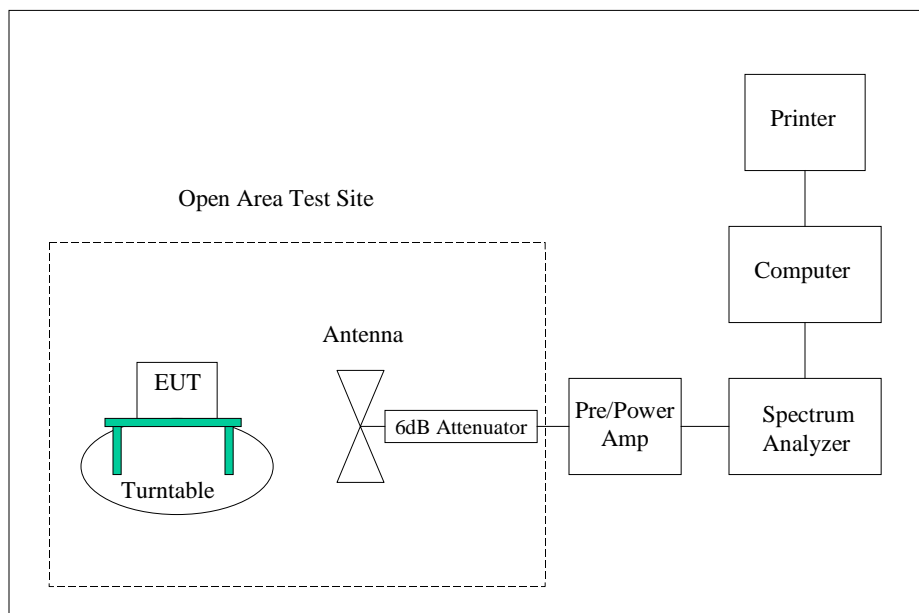 Printer
Open Area Test Site
Computer
Antenna
EUT
6dB Attenuator
Pre/Power
Amp
Spectrum
Analyzer
Turntable